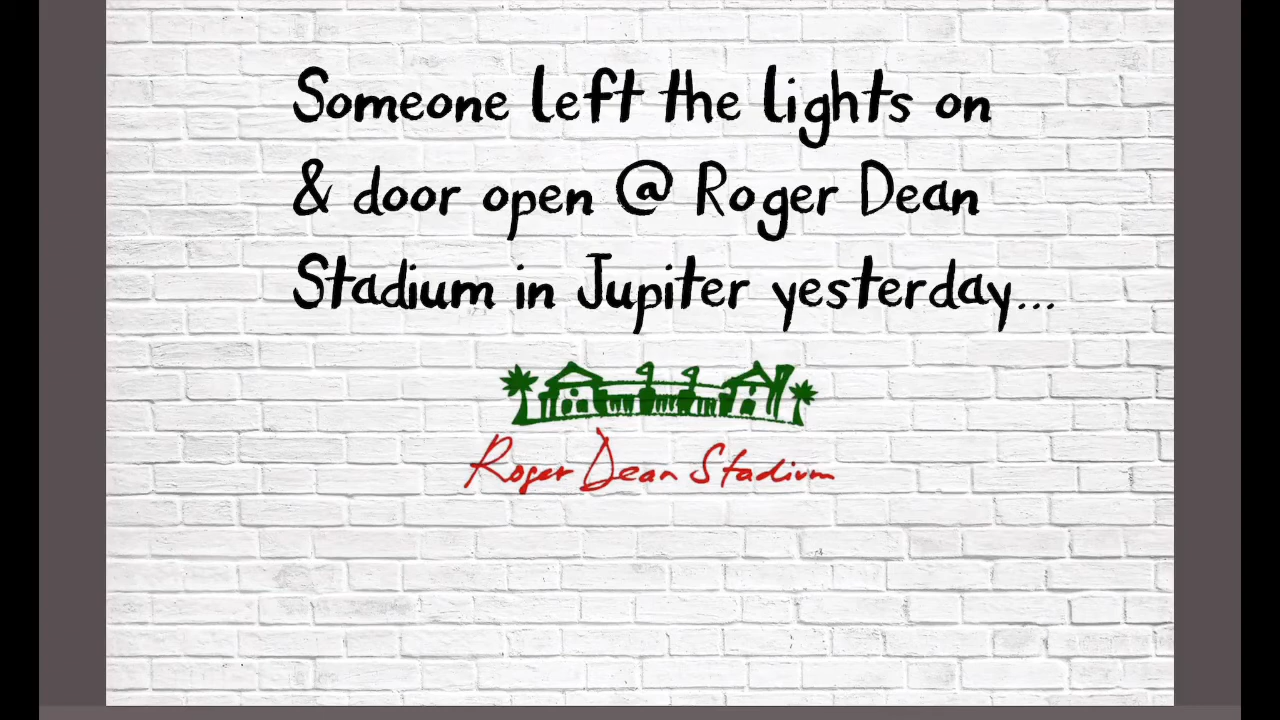 Someone left the lights on
& door open @ Roger Dean
Stadium in Jupiter yesterday...
Roger Dean Stadium